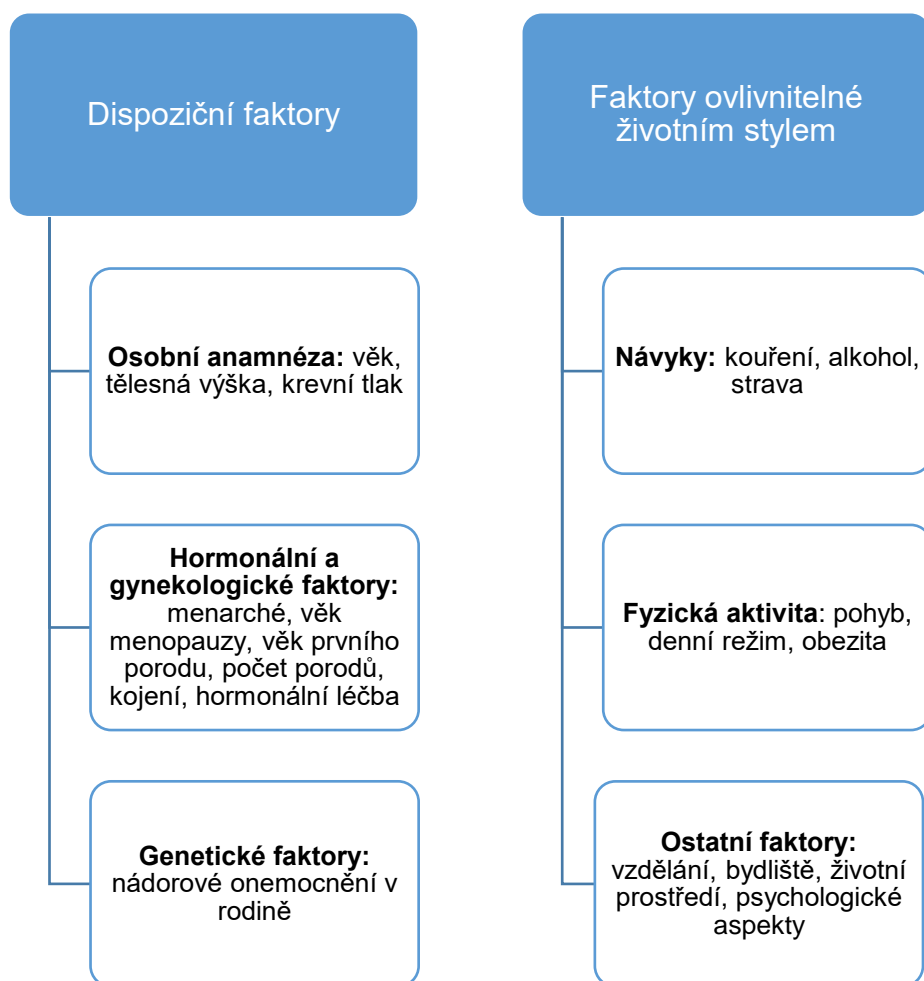 Dispoziční faktory
Osobní anamnéza: věk,
tělesná výška, krevní tlak
Hormonální a
gynekologické faktory:
menarché, věk
menopauzy, věk prvního
porodu, počet porodů,
kojení, hormonální léčba
Genetické faktory:
nádorové onemocnění v
rodině
Faktory ovlivnitelné
životním stylem
Návyky: kouření, alkohol,
strava
Fyzická aktivita: pohyb,
denní režim, obezita
Ostatní faktory:
vzdělání, bydliště, životní
prostředí, psychologické
aspekty